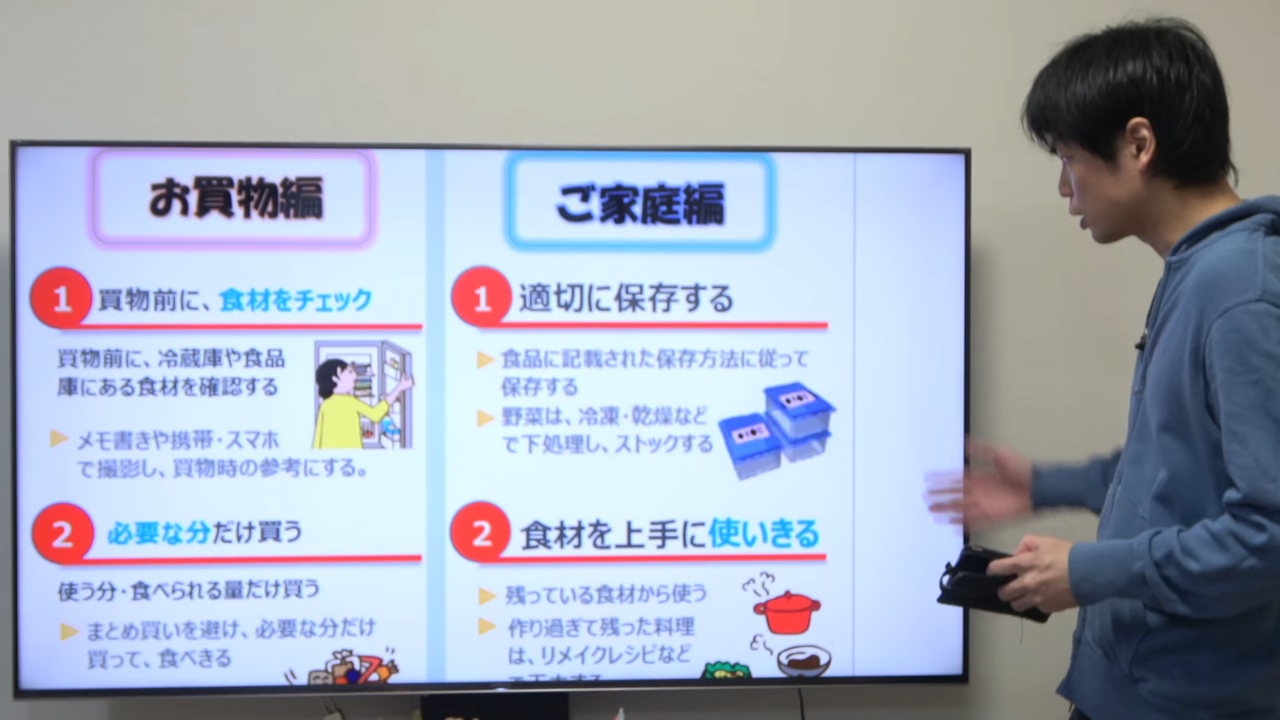 お買物編
1 買物前に、食材をチェック
買物前に、冷蔵庫や食品
庫にある食材を確認する
メモ書きや携帯・スマホ
で撮影し、買物時の参考にする。
2 必要な分だけ買う
使う分・食べられる量だけ買う
まとめ買いを避け、必要な分だけ
買って、食べきる
ご家庭編
1 適切に保存する
食品に記載された保存方法に従って
保存する
野菜は、冷凍・乾燥など
で下処理し、ストックする
2 食材を上手に使いきる
残っている食材から使う
作り過ぎて残った料理
は、リメイクレシピなど